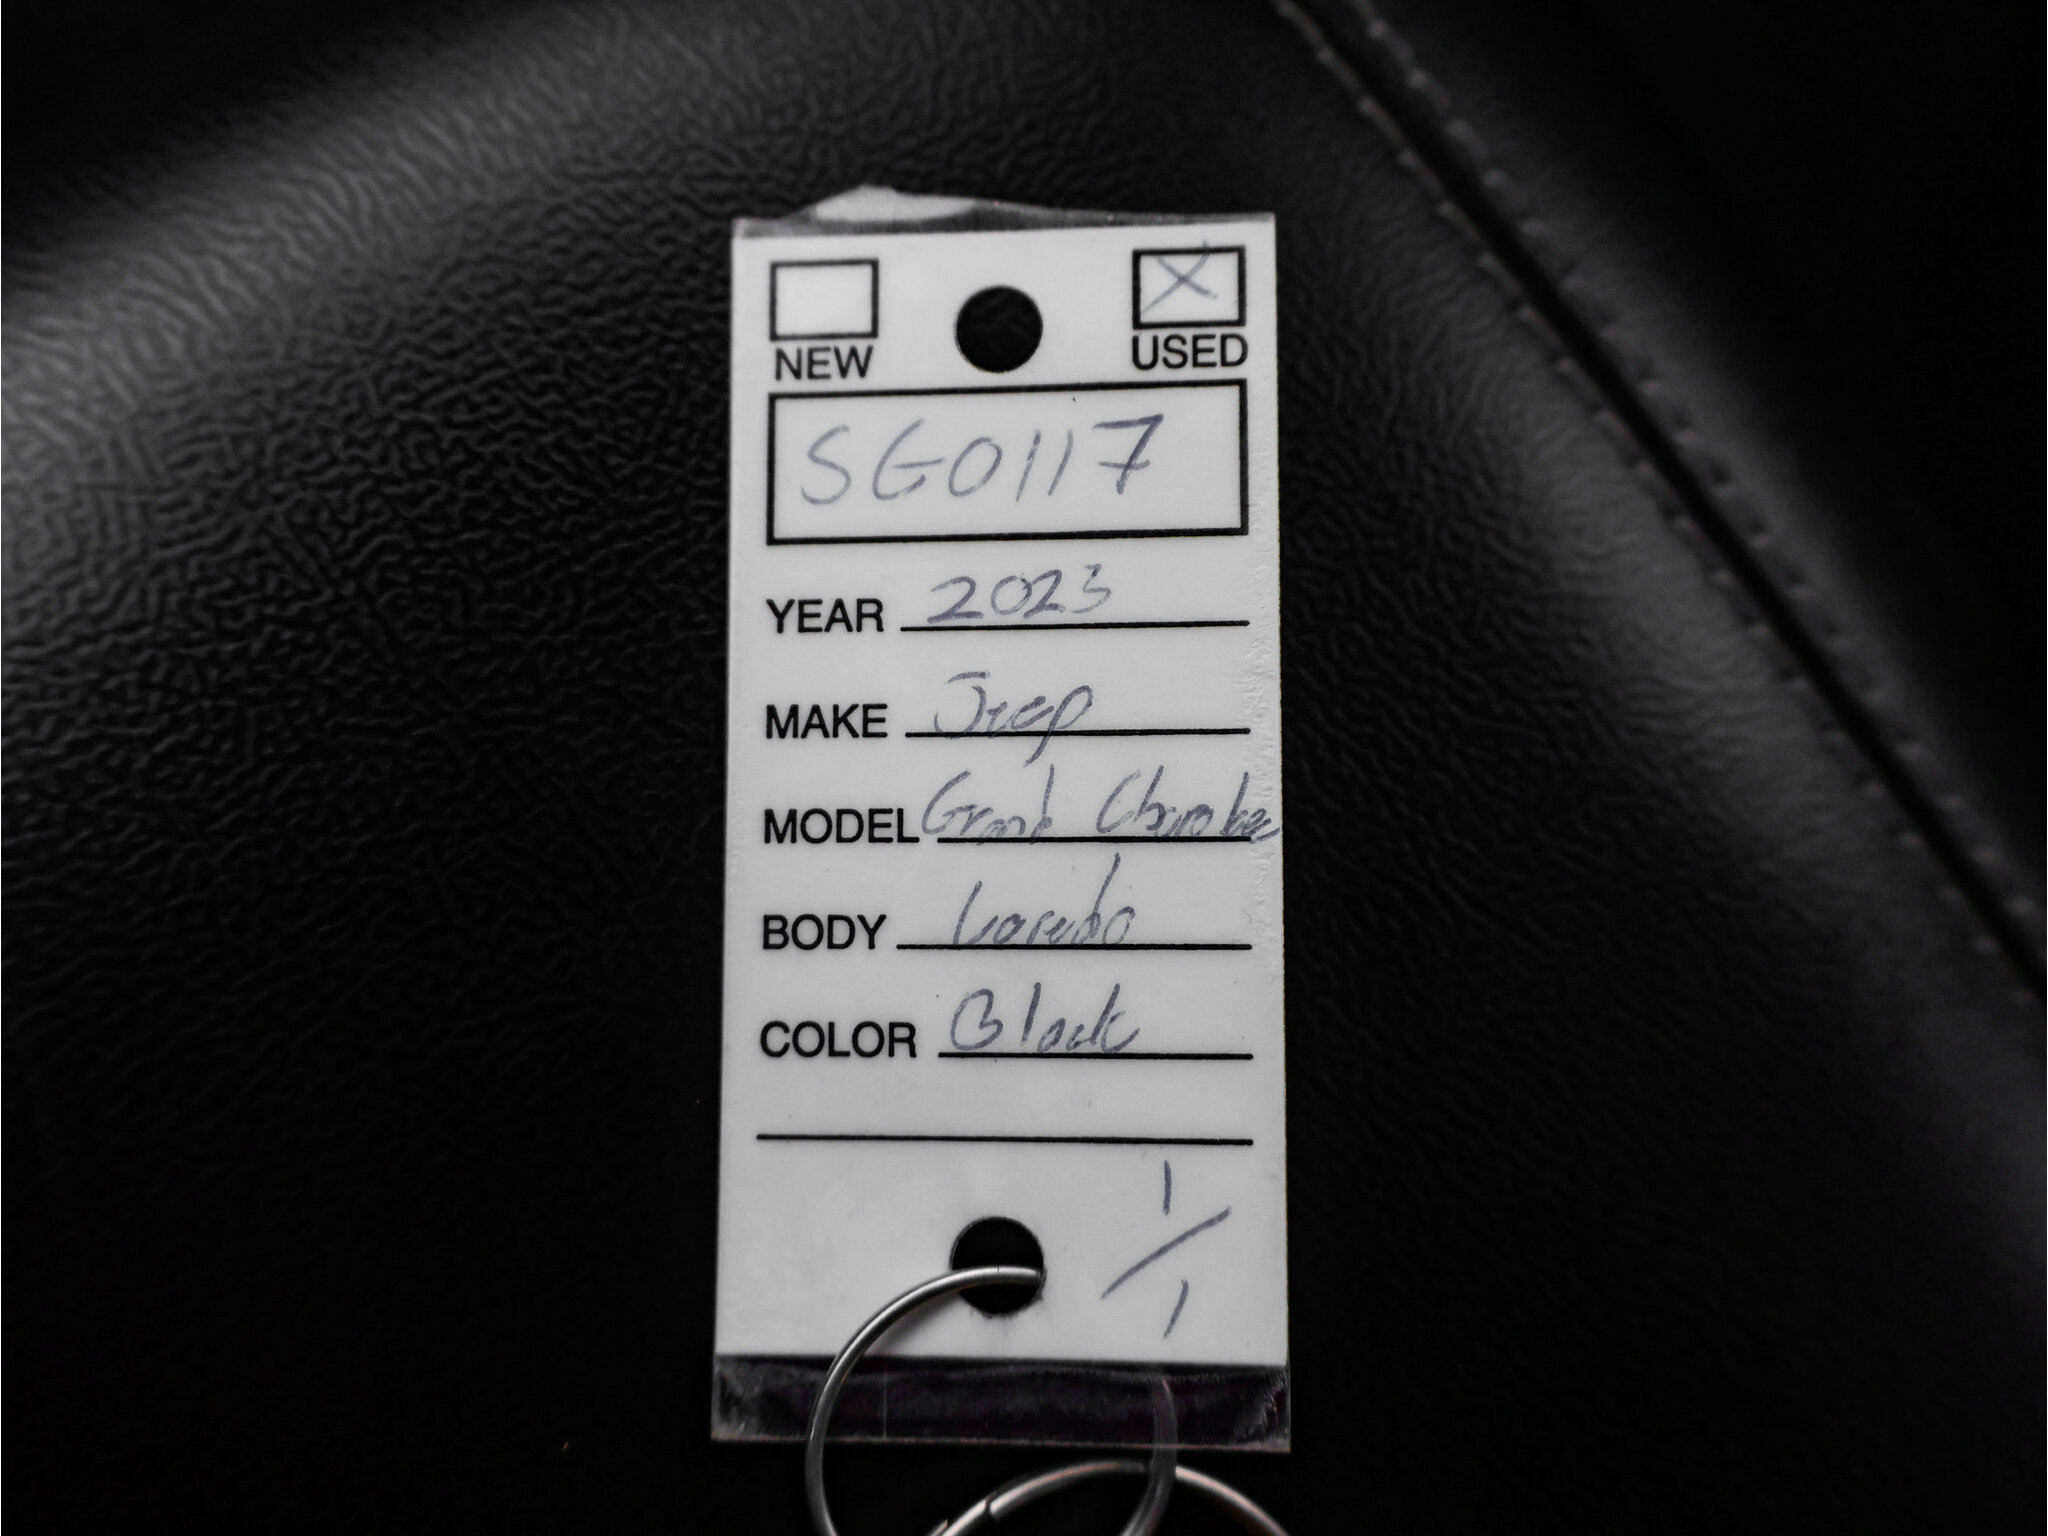 X
NEW USED
SG0117
YEAR 2023
MAKE Jeep
MODEL Grand Cherokee
BODY Laredo
COLOR Black
1/1